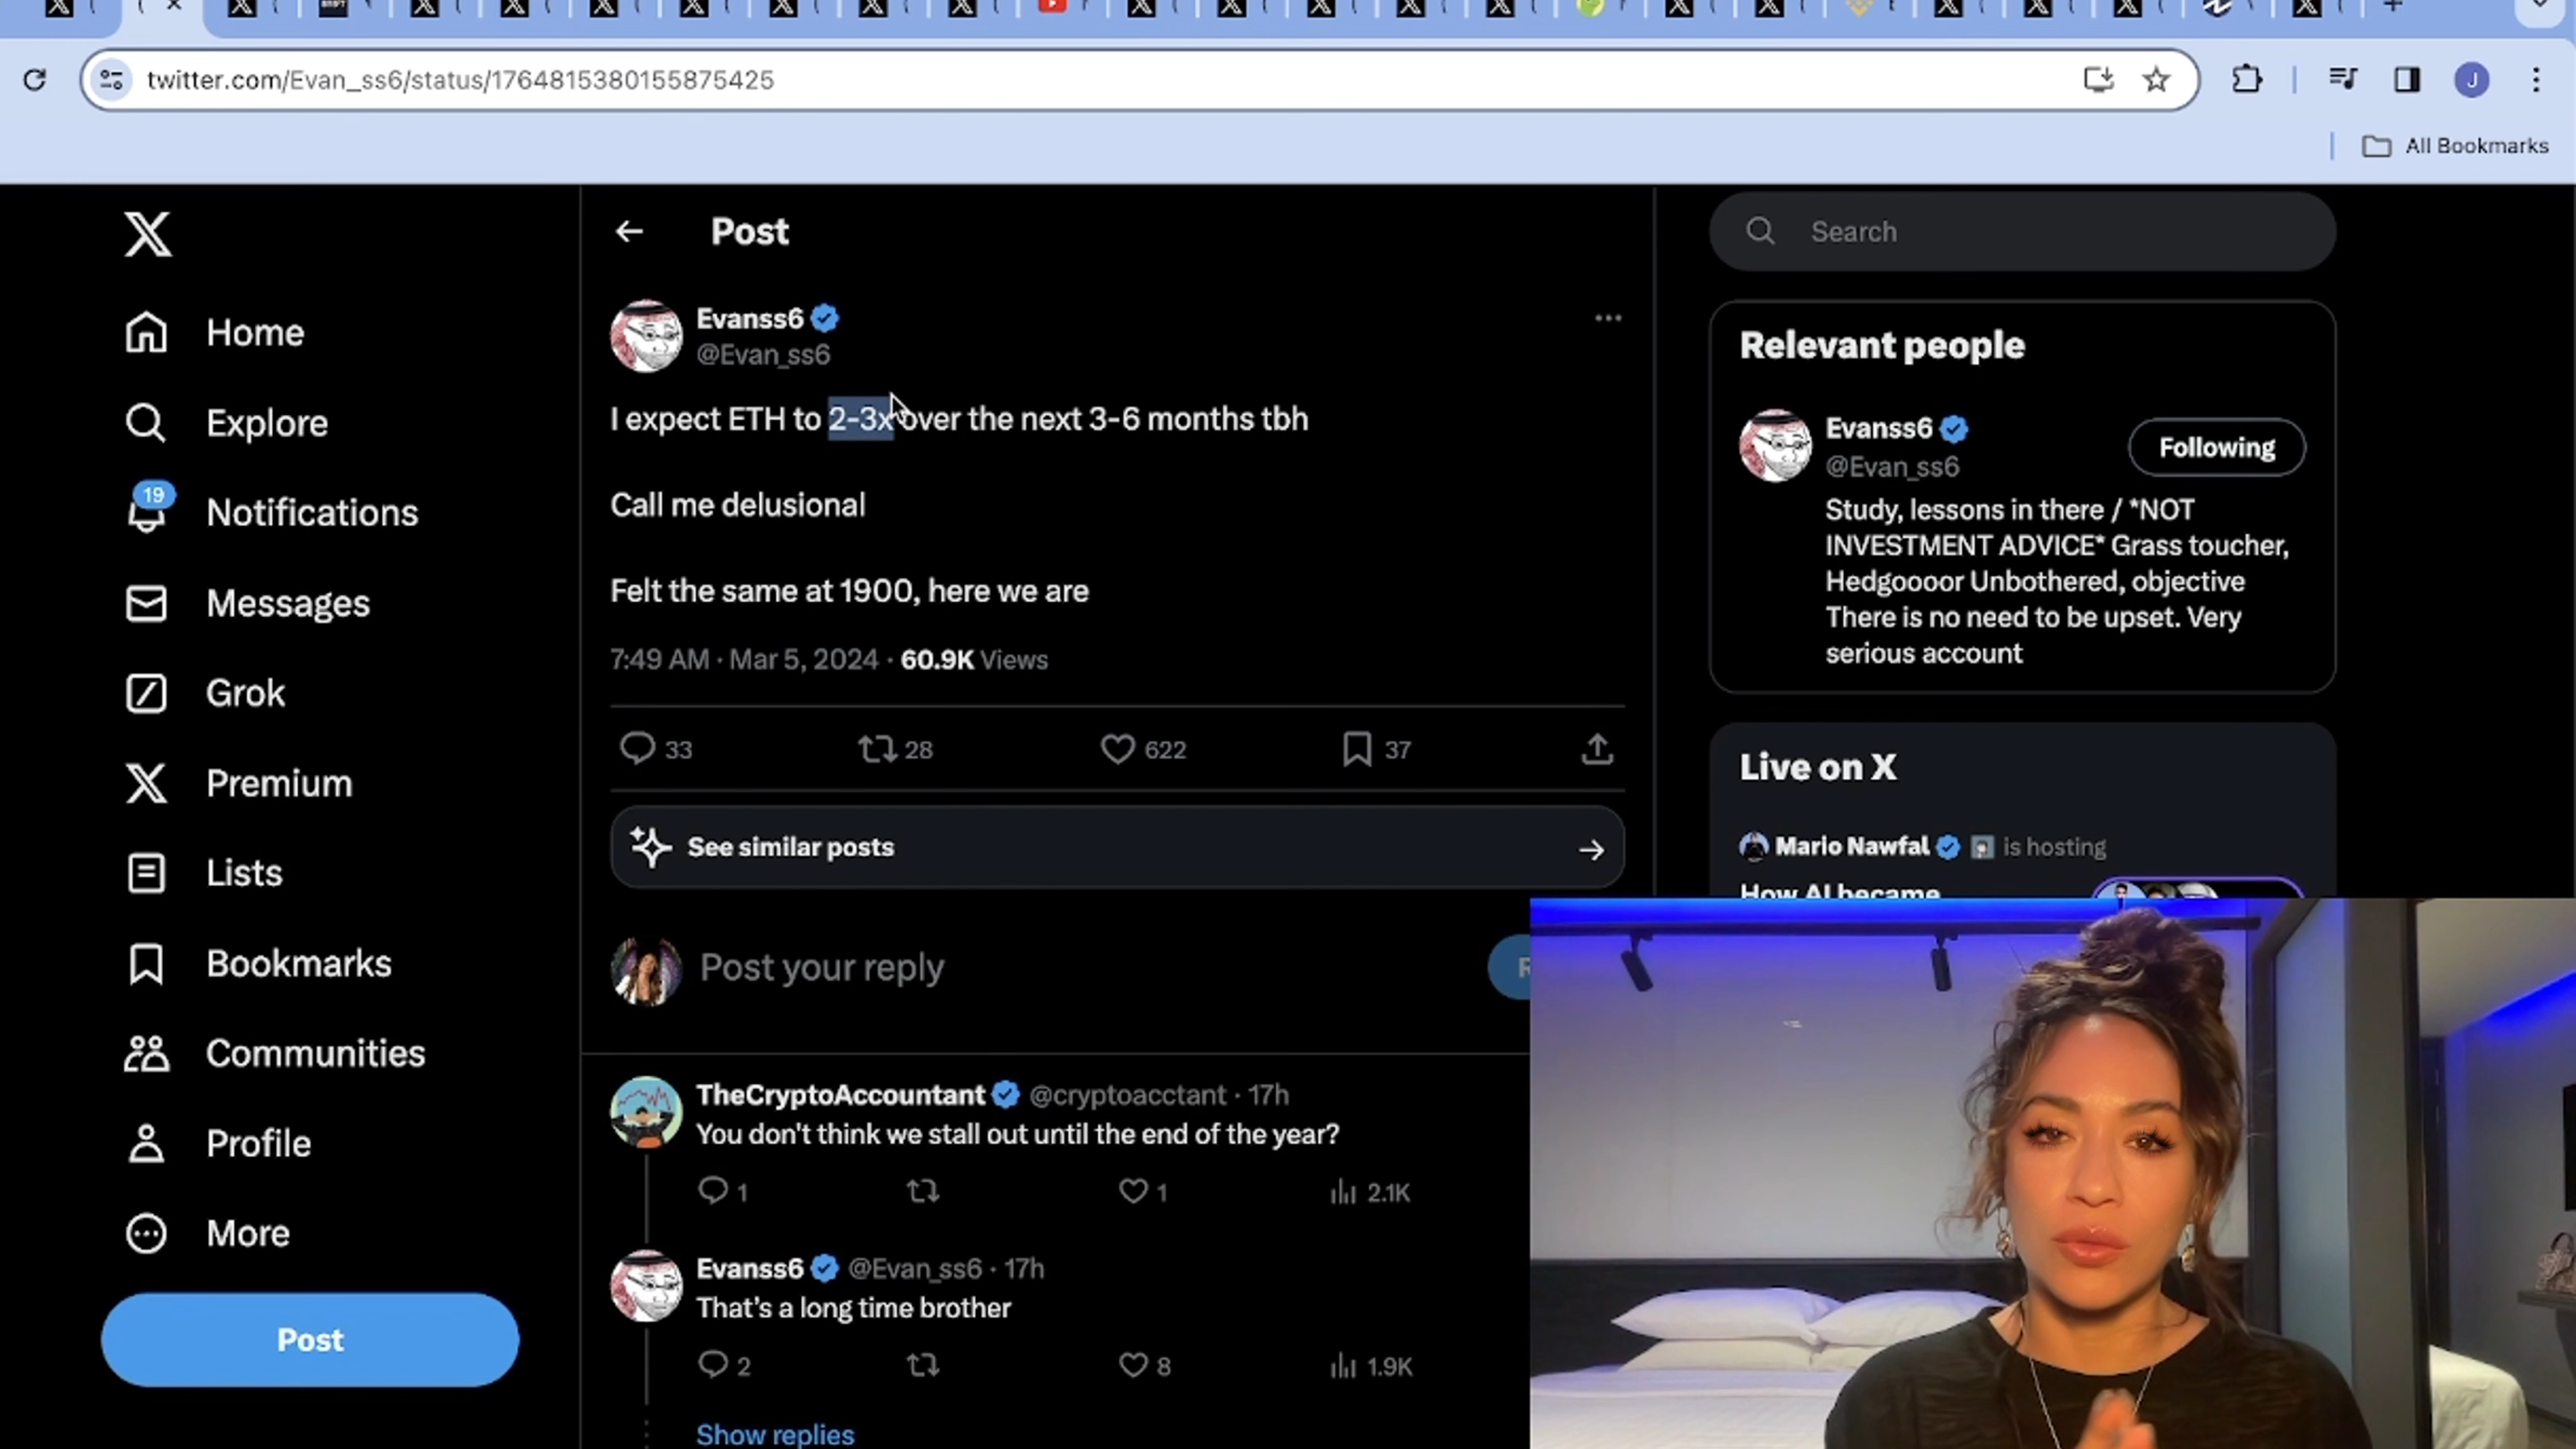 twitter.com/Evan_ss6/status/1764815380155875425
All Bookmarks
Home
Explore
19
Notifications
Messages
Grok
Premium
Lists
Bookmarks
Communities
Profile
More
Post
Post
Evanss6
@Evan_ss6
I expect ETH to 2-3x over the next 3-6 months tbh
Call me delusional
Felt the same at 1900, here we are
7:49 AM · Mar 5, 2024 · 60.9K Views
33 28 622 37
See similar posts
Post your reply
TheCryptoAccountant @cryptoacctant · 17h
You don't think we stall out until the end of the year?
1 1 2.1K
Evanss6 @Evan_ss6 · 17h
That's a long time brother
2 8 1.9K
Show replies
Search
Relevant people
Evanss6
@Evan_ss6
Following
Study, lessons in there / *NOT
INVESTMENT ADVICE* Grass toucher,
Hedgoooor Unbothered, objective
There is no need to be upset. Very
serious account
Live on X
Mario Nawfal is hosting
How AI became
J